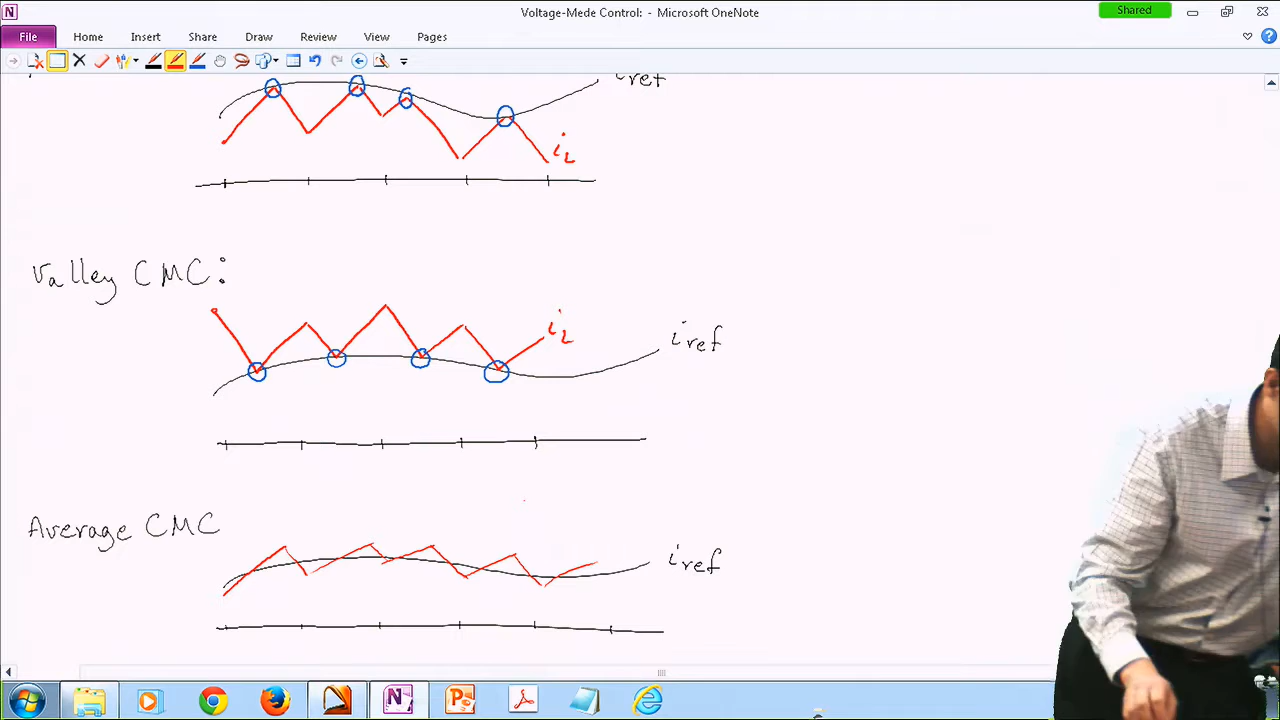 Voltage-Mede Control: - Microsoft OneNote
Shared
File Home Insert Share Draw Review View Pages
iref
iL
Valley CMC:
iL
iref
Average CMC
iref